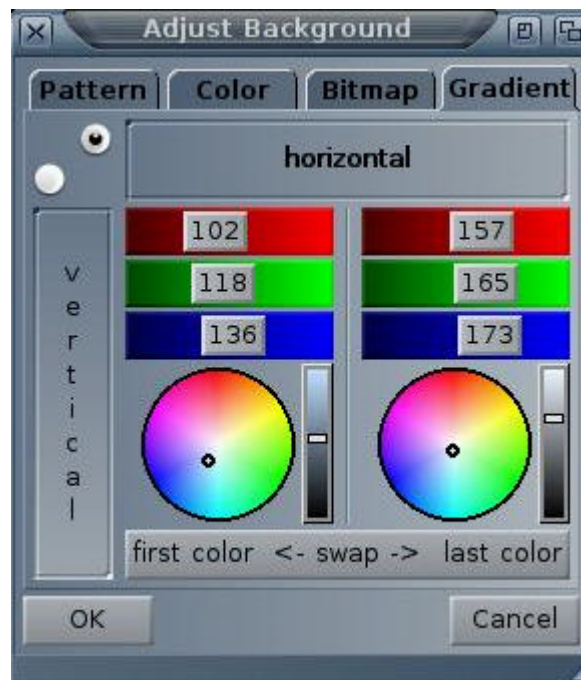 Adjust Background
Pattern Color Bitmap Gradient
horizontal
vertical
102 157
118 165
136 173
first color <- swap -> last color
OK Cancel